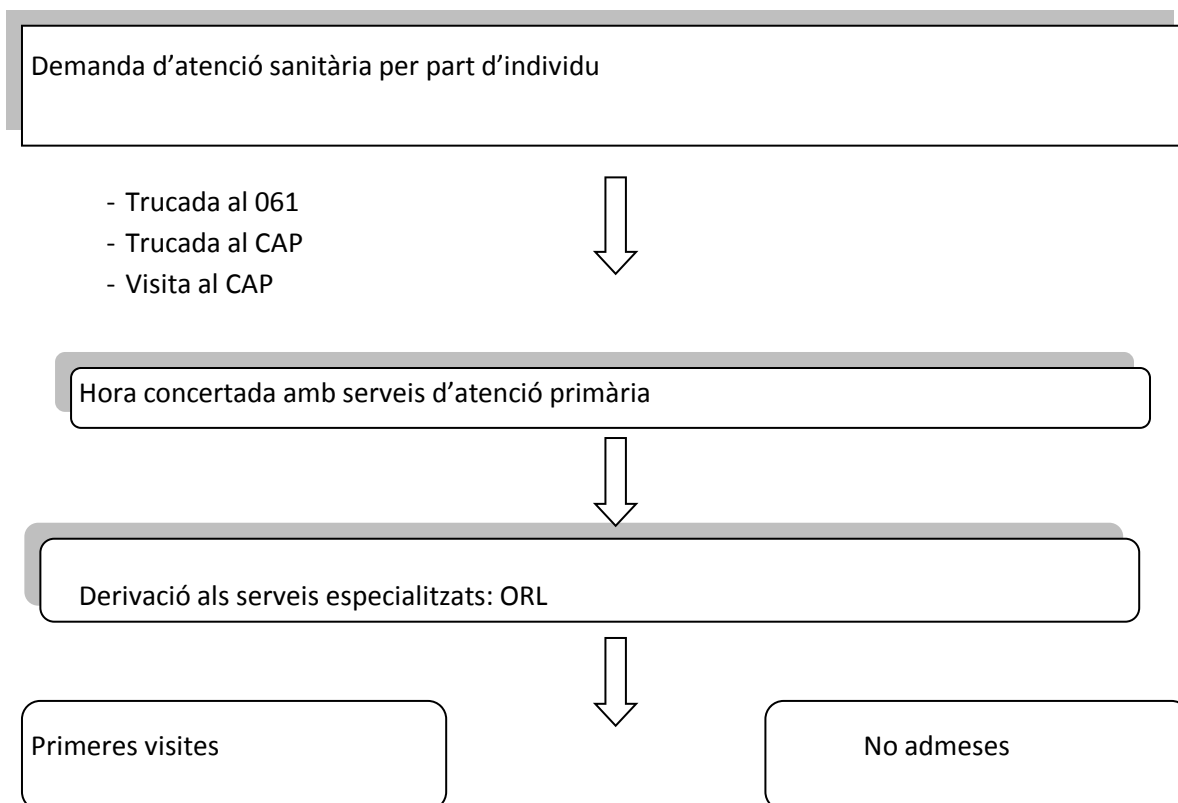 Demanda d’atenció sanitària per part d’individu
- Trucada al 061
- Trucada al CAP
- Visita al CAP
Hora concertada amb serveis d’atenció primària
Derivació als serveis especialitzats: ORL
Primeres visites
No admeses